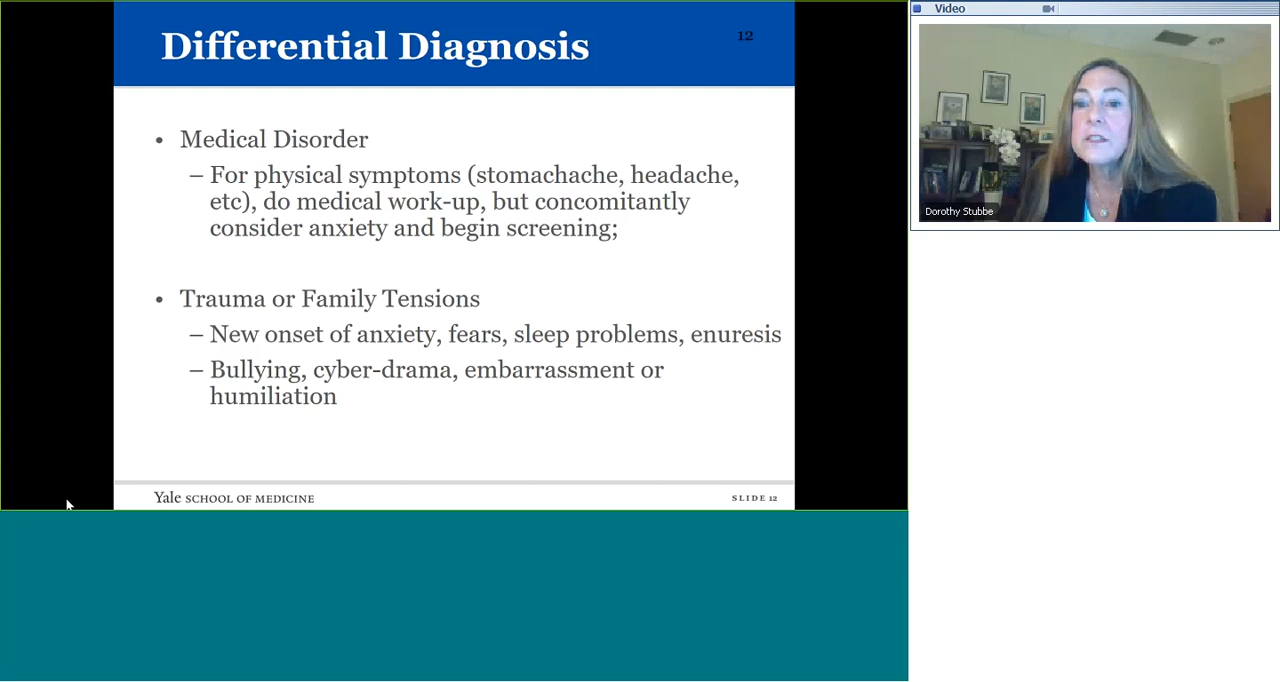 Differential Diagnosis
12
• Medical Disorder
– For physical symptoms (stomachache, headache,
etc), do medical work-up, but concomitantly
consider anxiety and begin screening;
• Trauma or Family Tensions
– New onset of anxiety, fears, sleep problems, enuresis
– Bullying, cyber-drama, embarrassment or
humiliation
Yale SCHOOL OF MEDICINE
SLIDE 12
Video
Dorothy Stubbe